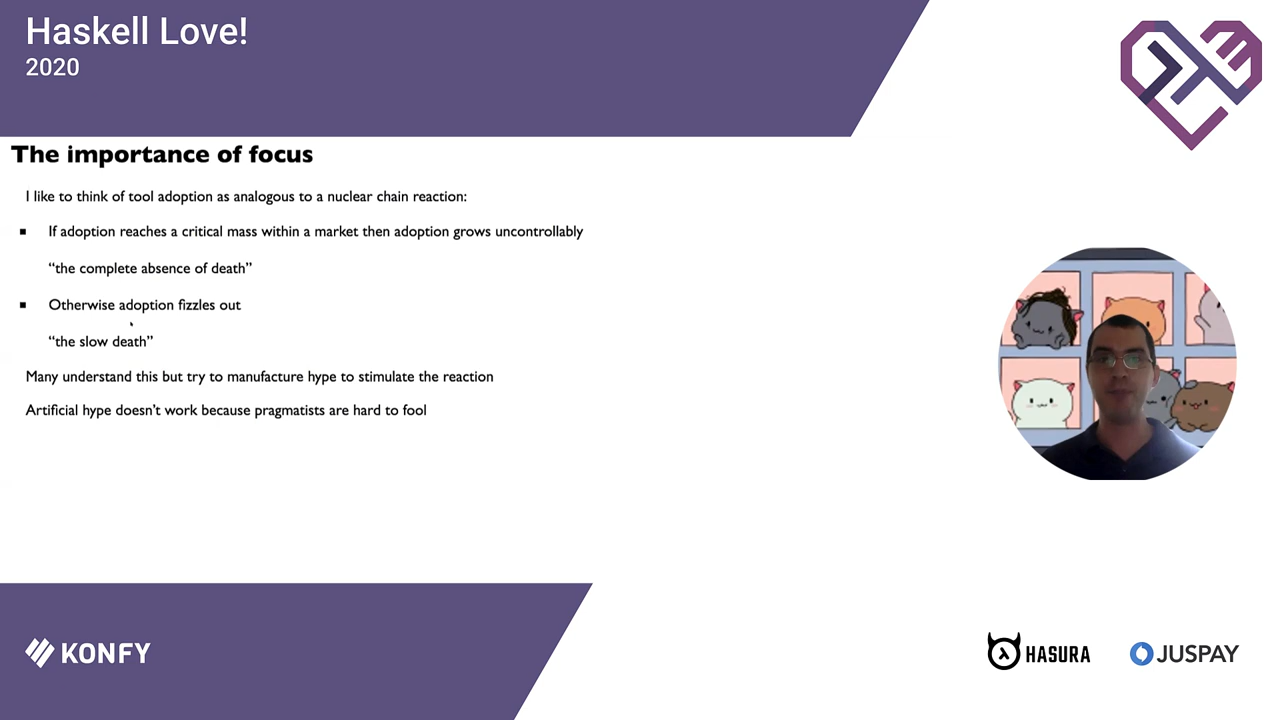 Haskell Love!
2020
The importance of focus
I like to think of tool adoption as analogous to a nuclear chain reaction:
▪ If adoption reaches a critical mass within a market then adoption grows uncontrollably
“the complete absence of death”
▪ Otherwise adoption fizzles out
“the slow death”
Many understand this but try to manufacture hype to stimulate the reaction
Artificial hype doesn’t work because pragmatists are hard to fool
KONFY
HASURA
JUSPAY